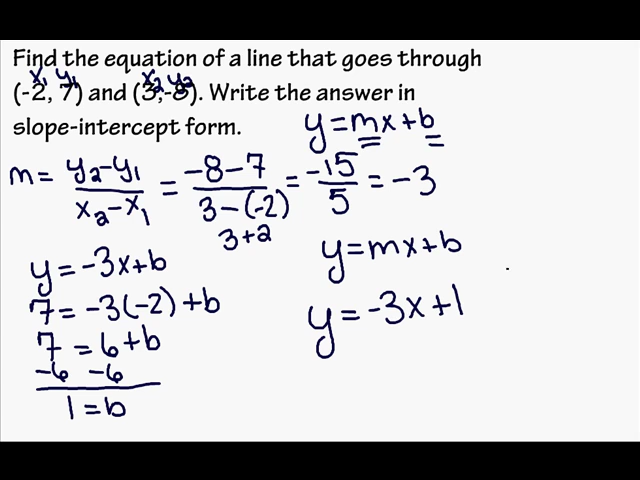 Find the equation of a line that goes through
x₁ y₁ x₂ y₂
(-2, 7) and (3,-8). Write the answer in
slope-intercept form.
y=mx+b
m = y₂-y₁ / x₂-x₁ = -8-7 / 3-(-2) = -15 / 5 = -3
3+2
y=-3x+b
y=mx+b
7=-3(-2)+b
y=-3x+1
7=6+b
-6 -6
1=b